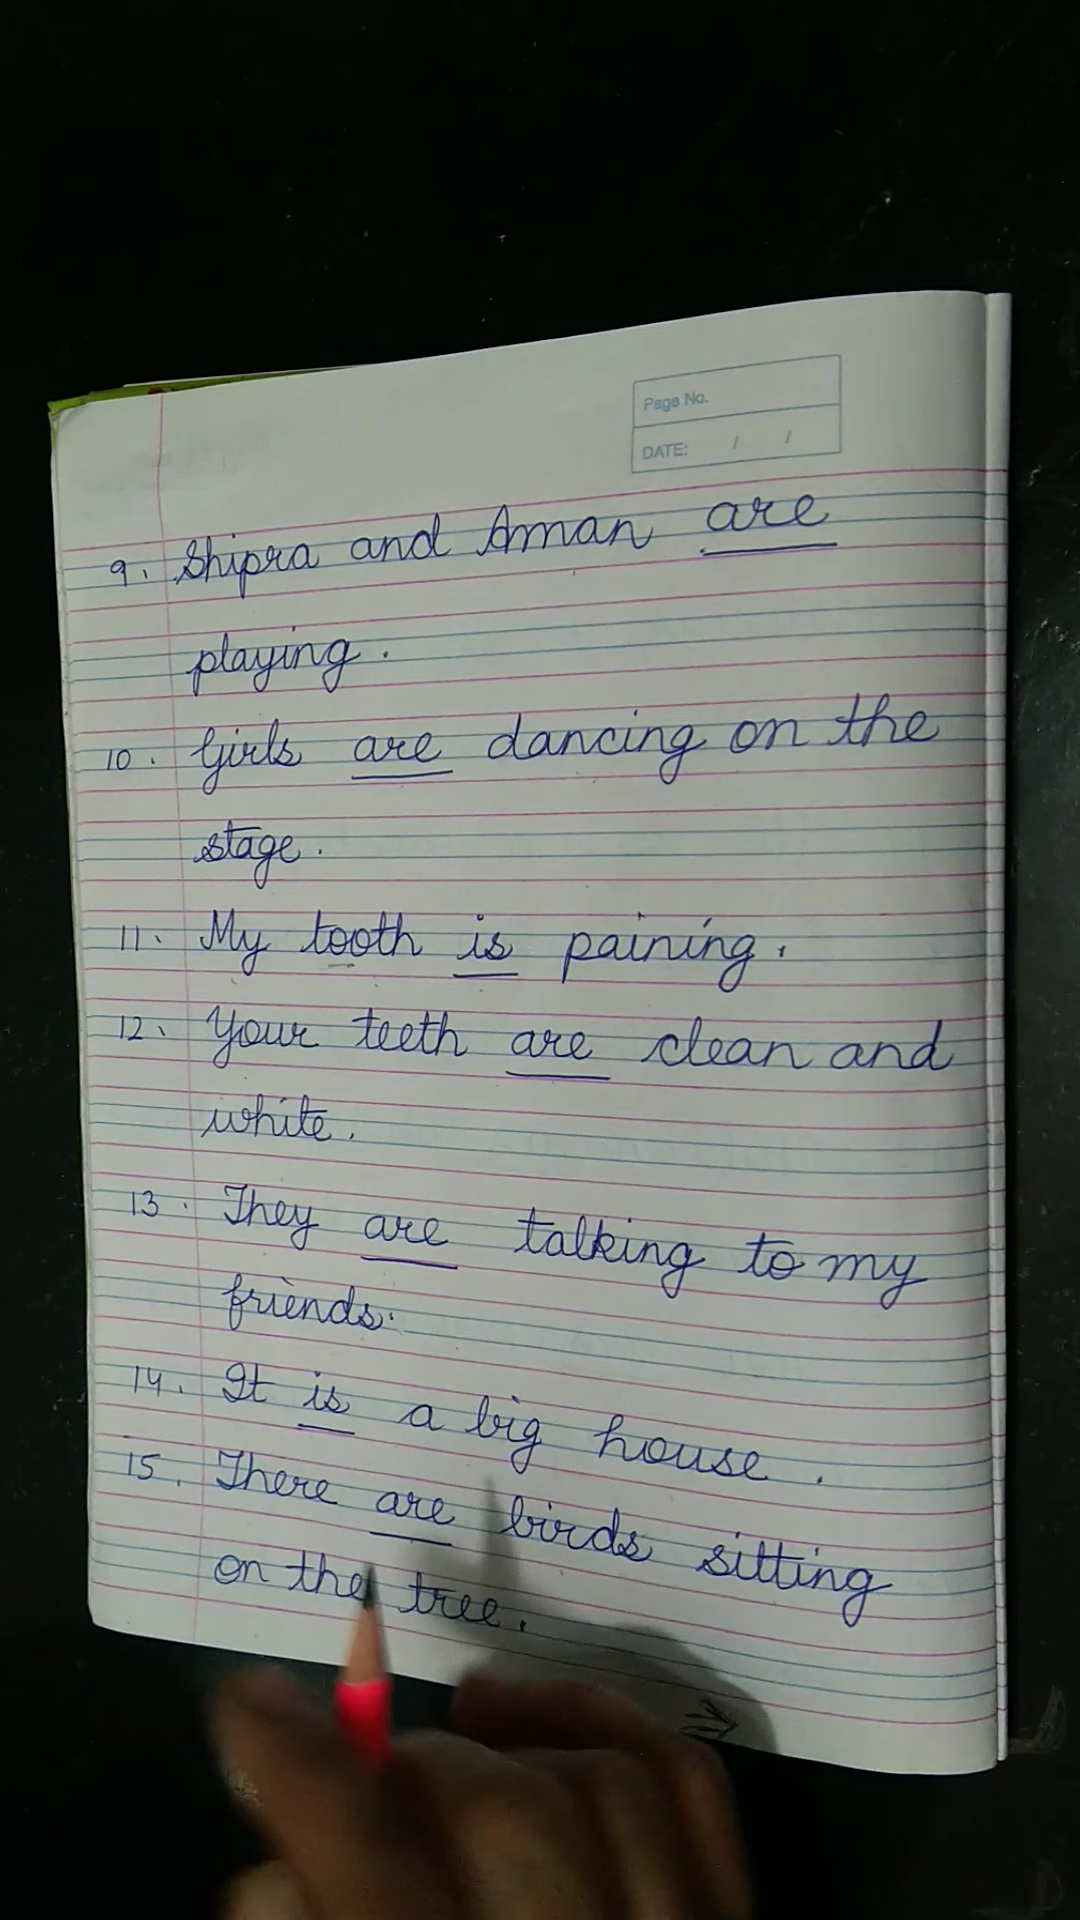 Page No.
DATE: / /
9. Shipra and Aman are
playing.
10. Girls are dancing on the
stage.
11. My tooth is paining.
12. Your teeth are clean and
white.
13. They are talking to my
friends.
14. It is a big house.
15. There are birds sitting
on the tree.